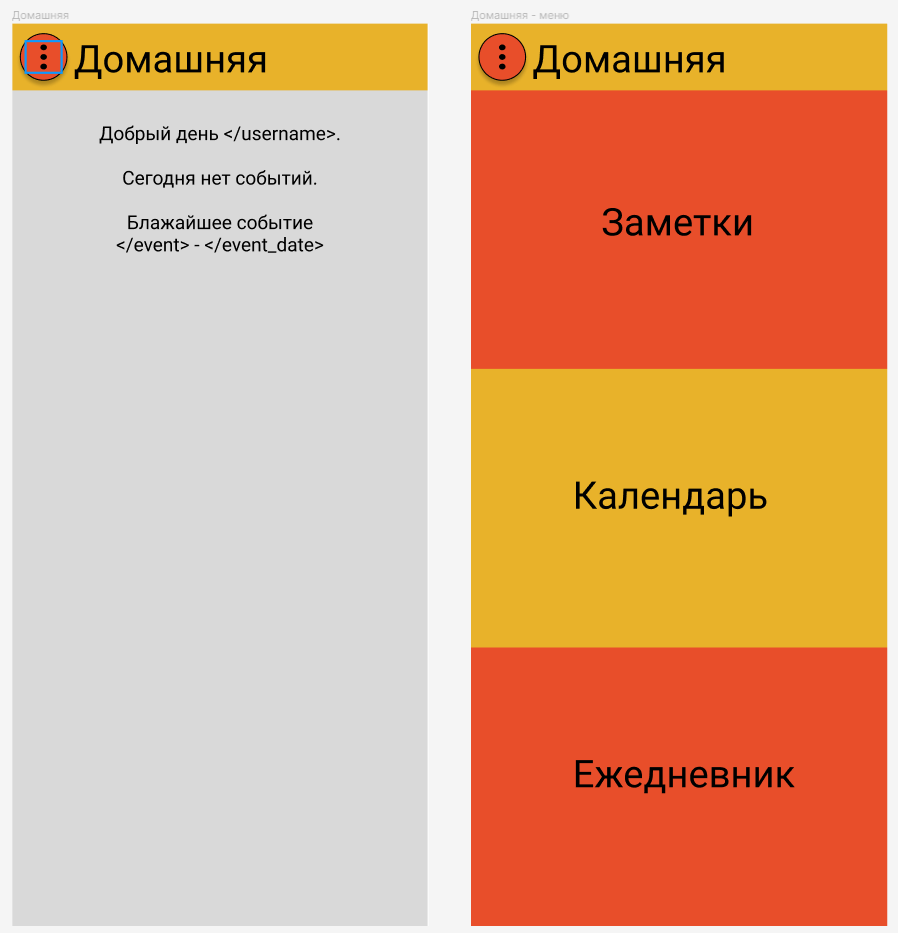 Домашняя
Домашняя
Добрый день </username>.
Сегодня нет событий.
Блажайшее событие
</event> - </event_date>
Домашняя - меню
Домашняя
Заметки
Календарь
Ежедневник